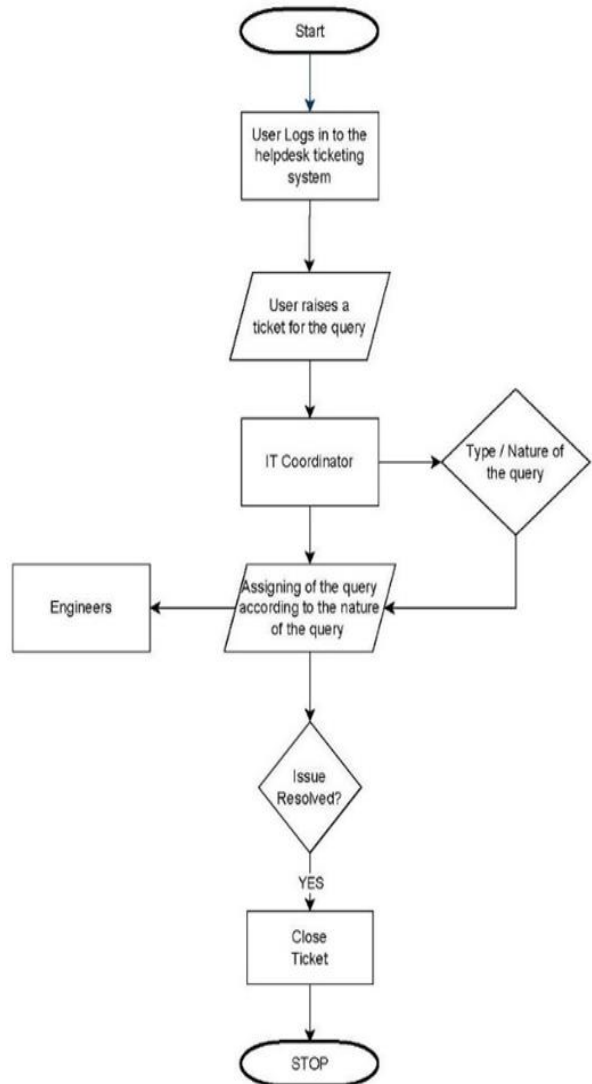 Start
User Logs in to the
helpdesk ticketing
system
User raises a
ticket for the query
IT Coordinator
Type / Nature of
the query
Engineers
Assigning of the query
according to the nature
of the query
Issue
Resolved?
YES
Close
Ticket
STOP